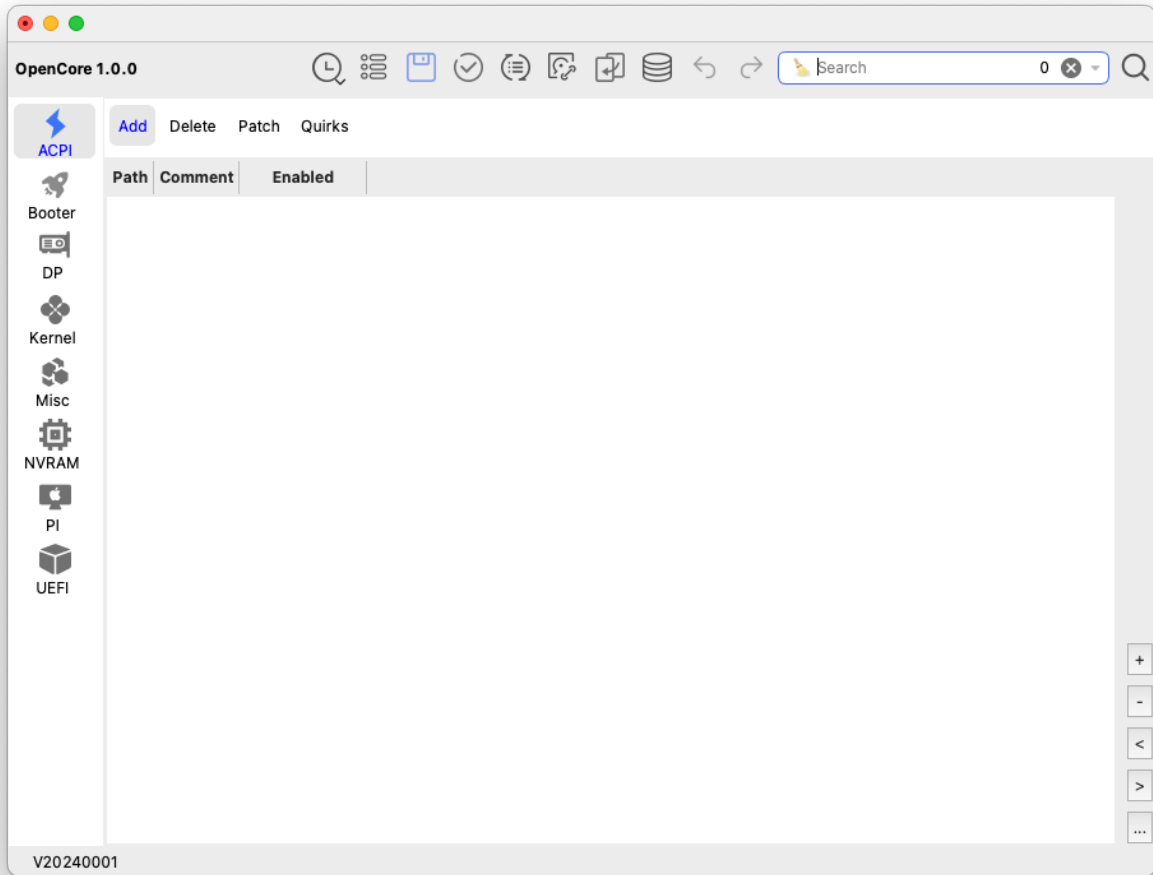 OpenCore 1.0.0
Search 0
ACPI
Booter
DP
Kernel
Misc
NVRAM
PI
UEFI
Add Delete Patch Quirks
Path Comment Enabled
+
-
<
>
...
V20240001